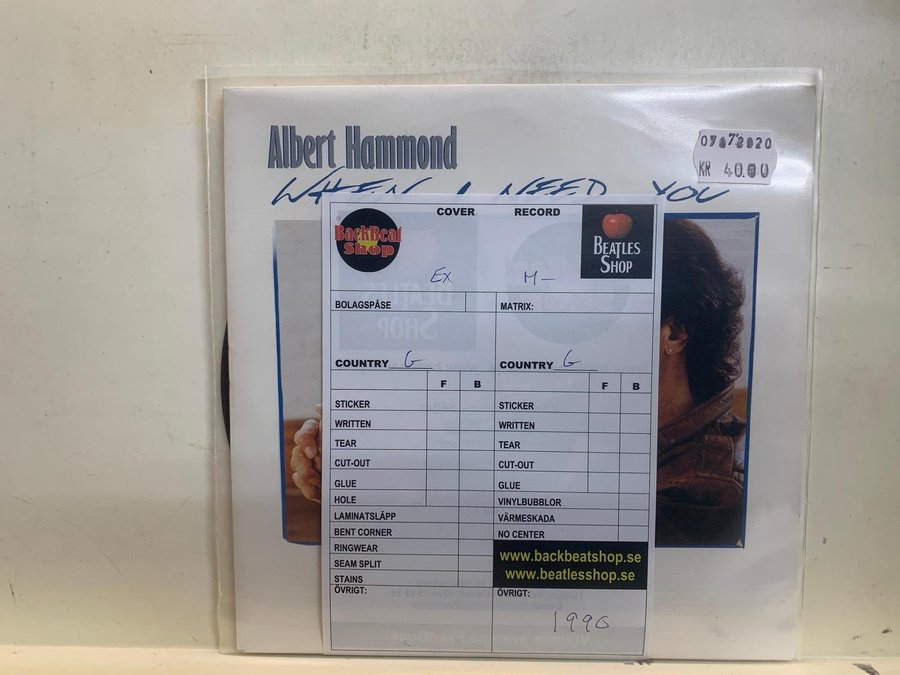 Albert Hammond
WHEN I NEED YOU
KR 40.00
COVER RECORD
BackBeat Shop
BEATLES SHOP
EX M-
BOLAGSPÅSE MATRIX:
COUNTRY G COUNTRY G
F B F B
STICKER STICKER
WRITTEN WRITTEN
TEAR TEAR
CUT-OUT CUT-OUT
GLUE GLUE
HOLE VINYLBUBBLOR
LAMINATSLÄPP VÄRMESKADA
BENT CORNER NO CENTER
RINGWEAR
SEAM SPLIT
STAINS
www.backbeatshop.se
www.beatlesshop.se
ÖVRIGT: ÖVRIGT:
1990